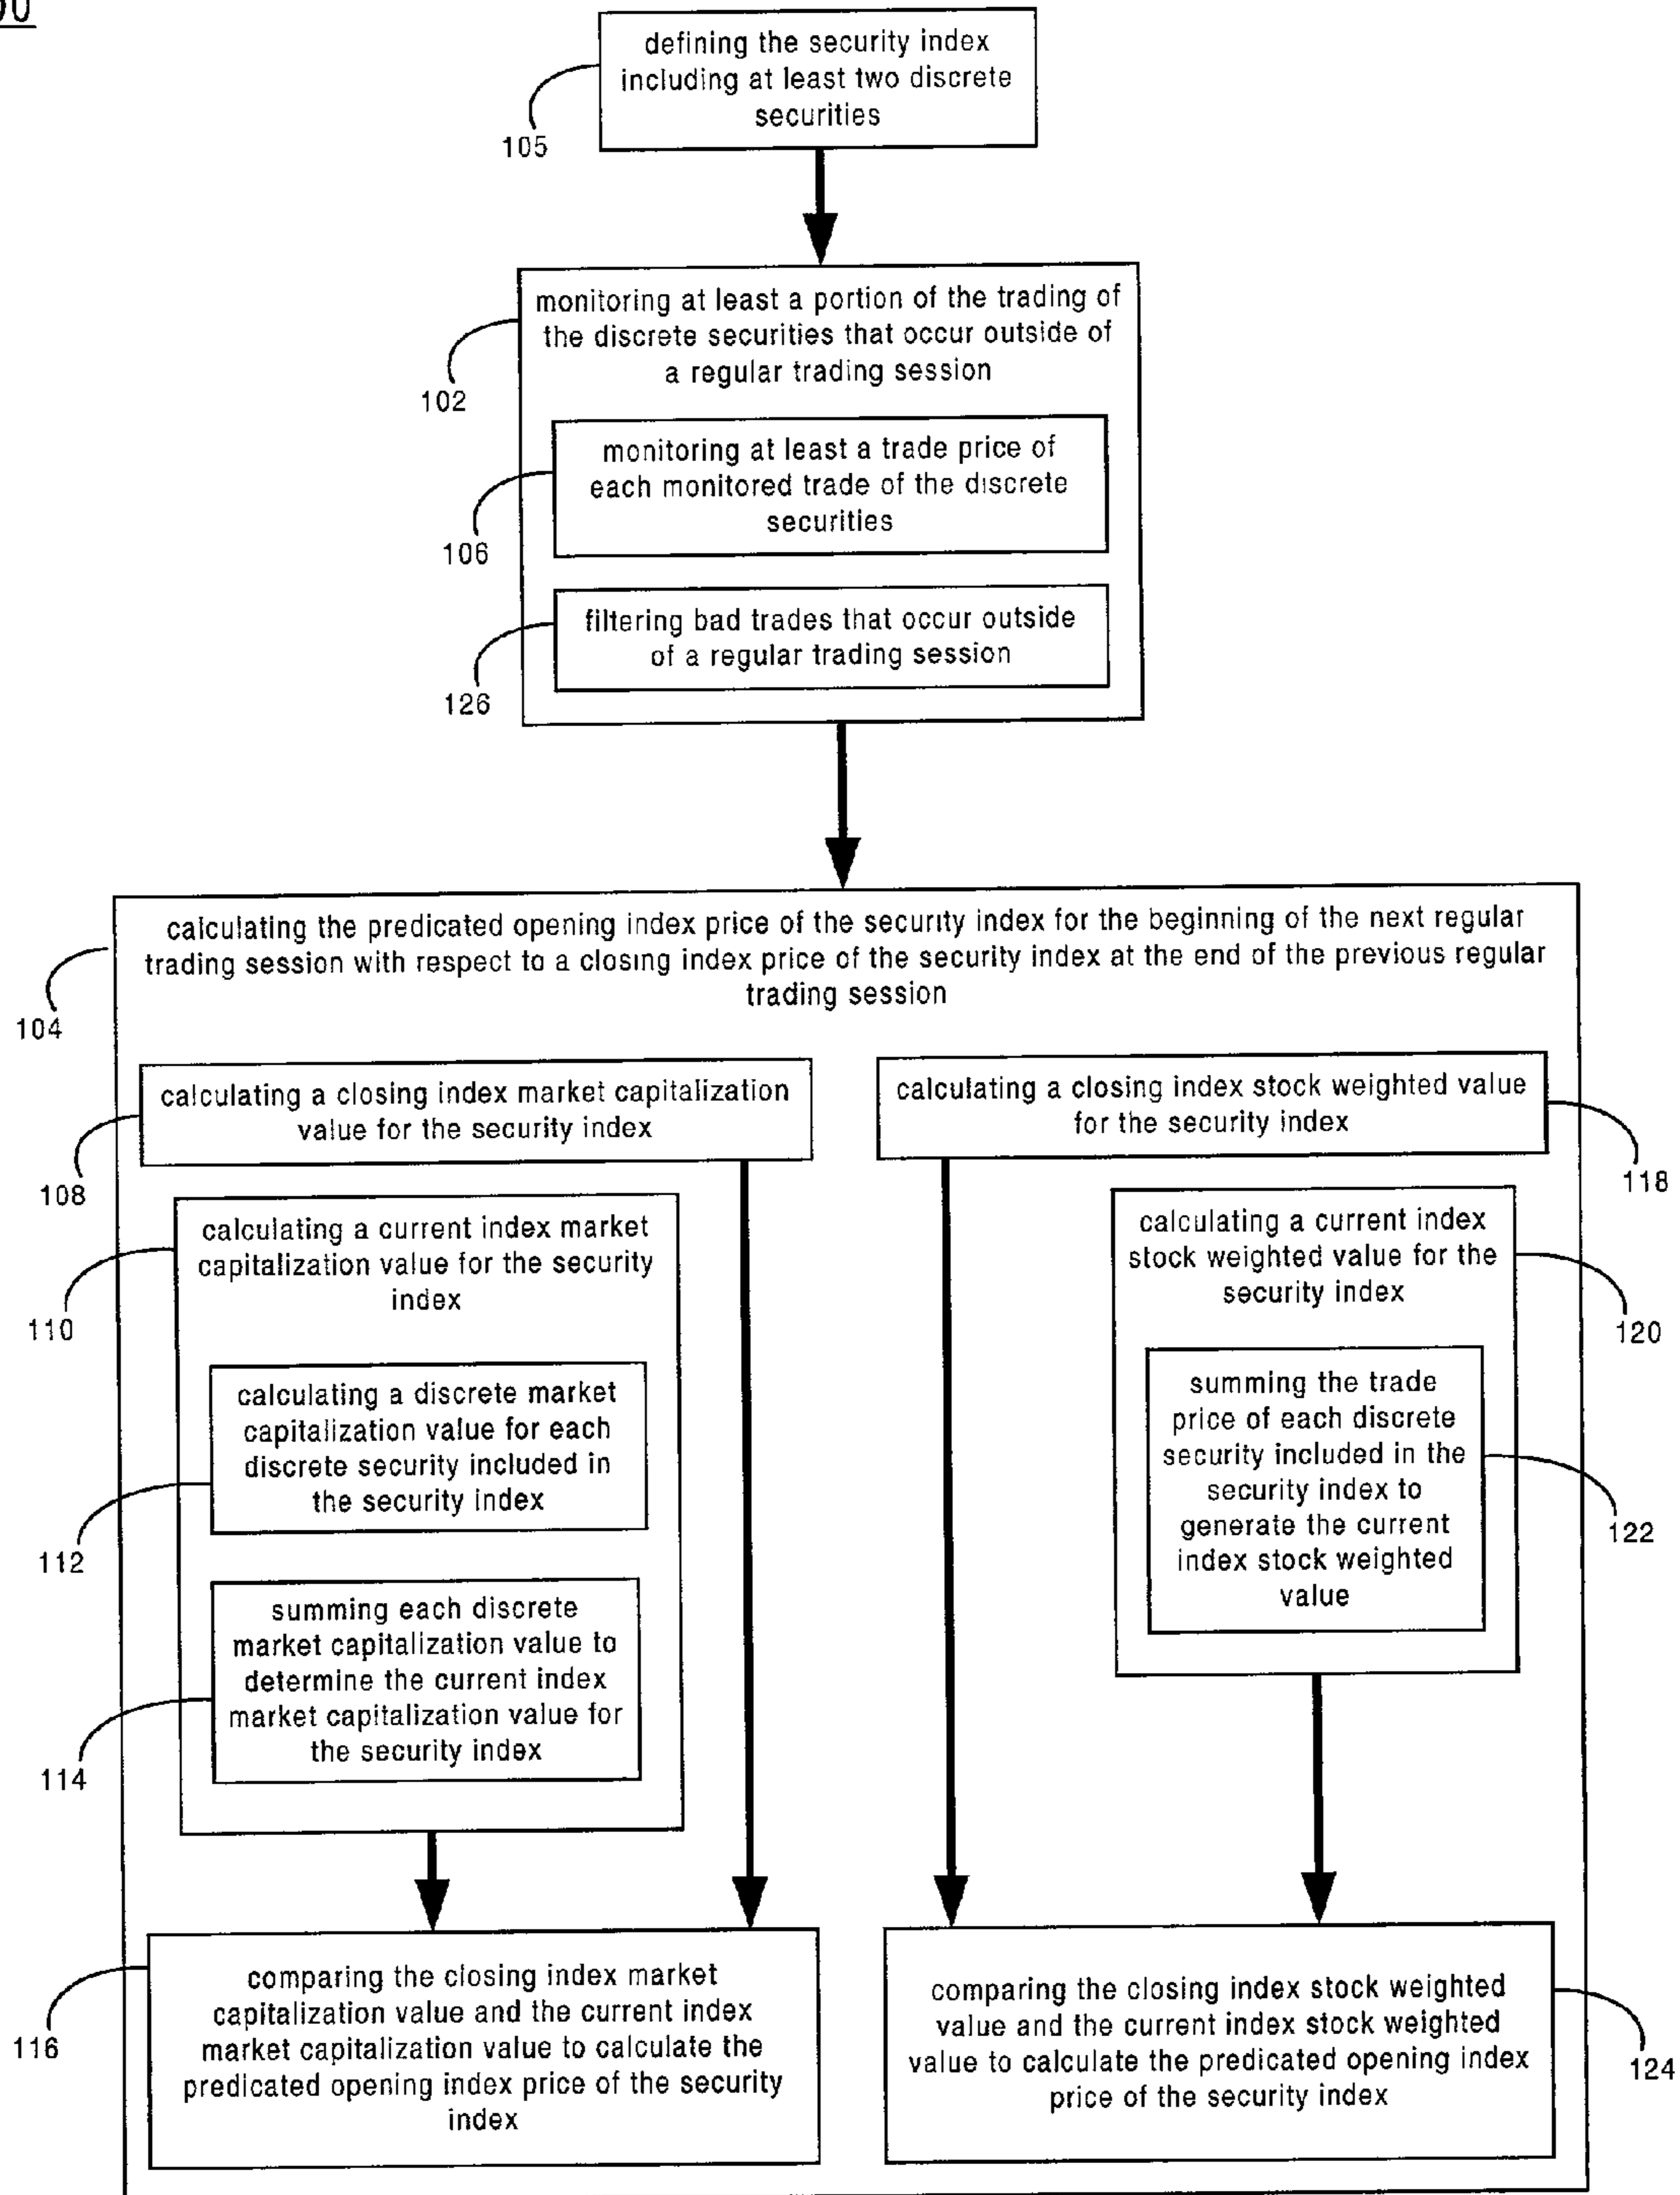 defining the security index
including at least two discrete
securities
105
monitoring at least a portion of the trading of
the discrete securities that occur outside of
a regular trading session
102
monitoring at least a trade price of
each monitored trade of the discrete
securities
106
filtering bad trades that occur outside
of a regular trading session
126
calculating the predicated opening index price of the security index for the beginning of the next regular
trading session with respect to a closing index price of the security index at the end of the previous regular
trading session
104
calculating a closing index market capitalization
value for the security index
108
calculating a current index market
capitalization value for the security
index
110
calculating a discrete market
capitalization value for each
discrete security included in
the security index
112
summing each discrete
market capitalization value to
determine the current index
market capitalization value for
the security index
114
comparing the closing index market
capitalization value and the current index
market capitalization value to calculate the
predicated opening index price of the security
index
116
calculating a closing index stock weighted value
for the security index
118
calculating a current index
stock weighted value for the
security index
120
summing the trade
price of each discrete
security included in the
security index to
generate the current
index stock weighted
value
122
comparing the closing index stock weighted
value and the current index stock weighted
value to calculate the predicated opening index
price of the security index
124